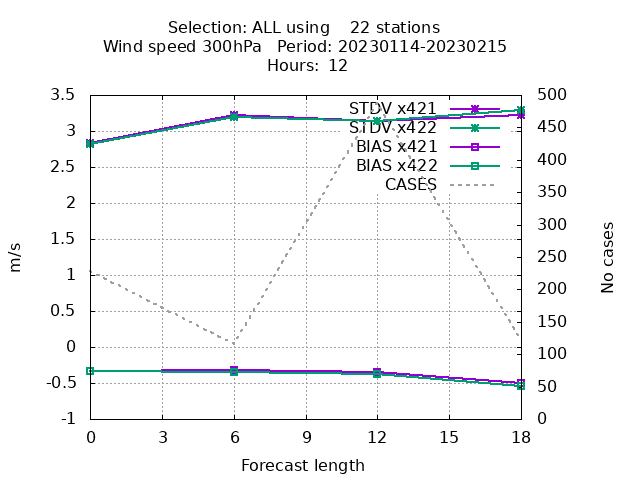 Selection: ALL using    22 stations
Wind speed 300hPa   Period: 20230114-20230215
Hours: 12
3.5
3
2.5
2
1.5
1
0.5
0
-0.5
-1
m/s
STDV x421
STDV x422
BIAS x421
BIAS x422
CASES
500
450
400
350
300
250
200
150
100
50
0
No cases
0 3 6 9 12 15 18
Forecast length